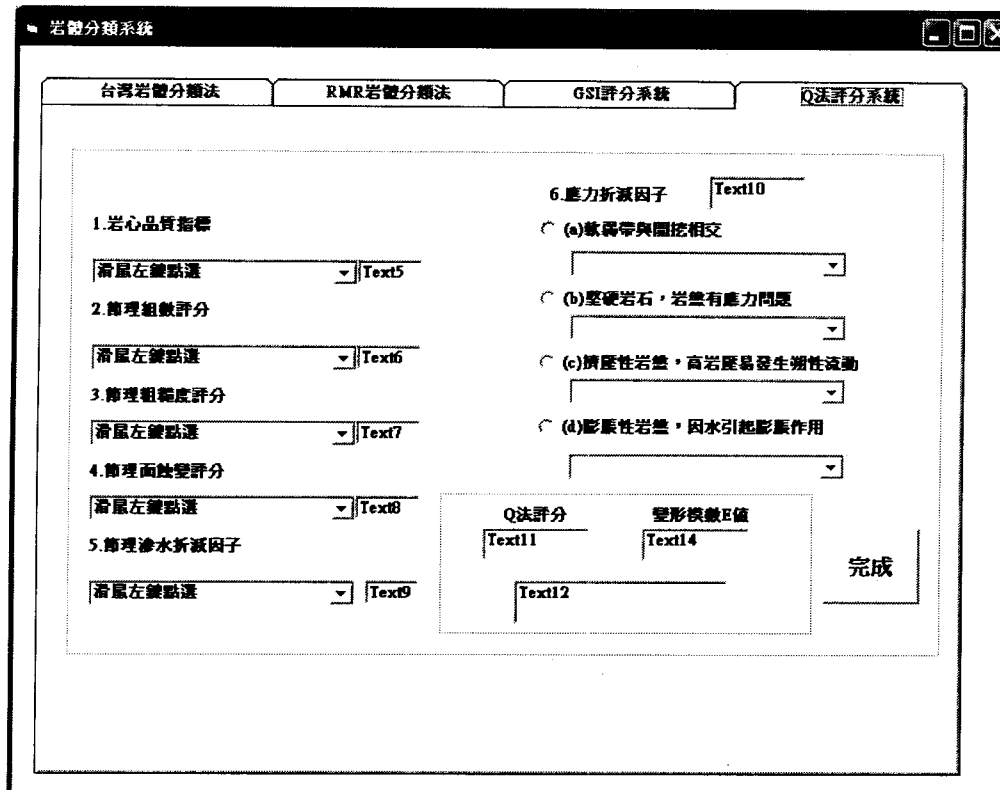 岩體分類系統
台灣岩體分類法
RMR岩體分類法
GSI評分系統
Q法評分系統
1.岩心品質指標
滑鼠左鍵點選
Text5
2.節理組數評分
滑鼠左鍵點選
Text6
3.節理粗糙度評分
滑鼠左鍵點選
Text7
4.節理面蝕變評分
滑鼠左鍵點選
Text8
5.節理滲水折減因子
滑鼠左鍵點選
Text9
6.應力折減因子
Text10
(a)軟弱帶與開挖相交
(b)堅硬岩石，岩盤有應力問題
(c)擠壓性岩盤，高岩壓易發生塑性流動
(d)膨脹性岩盤，因水引起膨脹作用
Q法評分
變形模數E值
Text11
Text14
Text12
完成